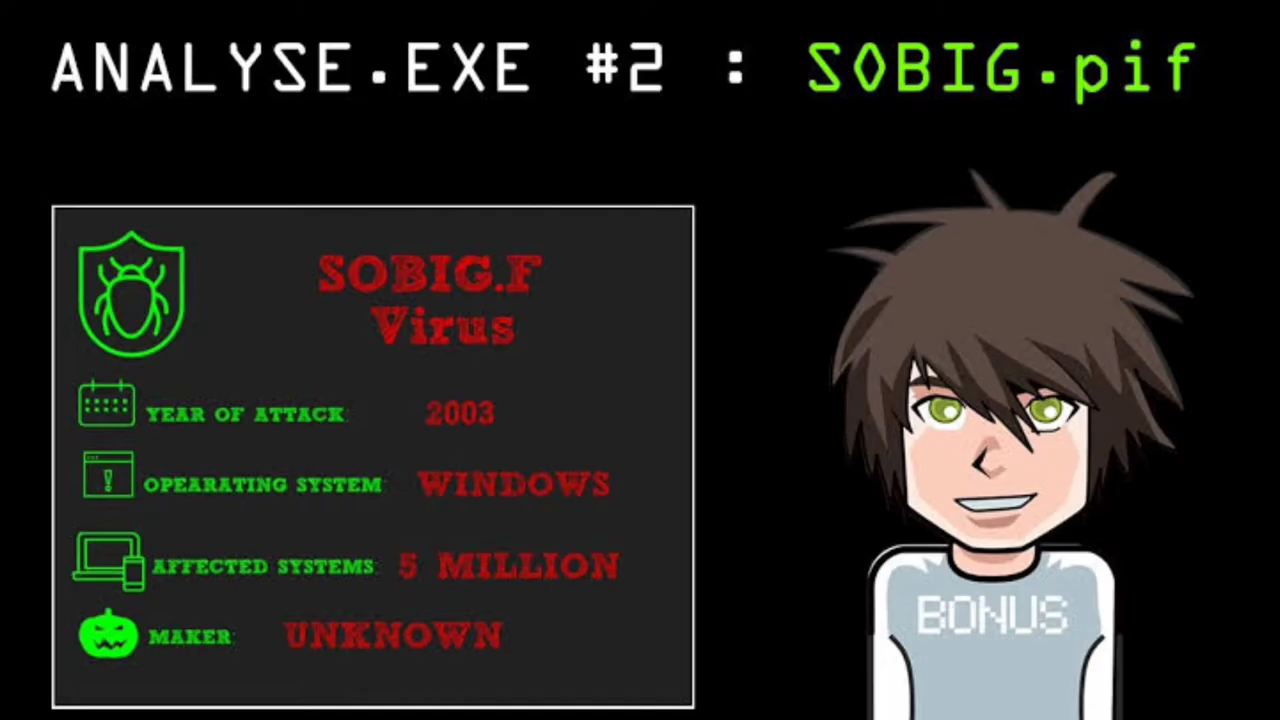 ANALYSE.EXE #2 : SOBIG.pif
SOBIG.F
Virus
YEAR OF ATTACK: 2003
OPEARATING SYSTEM: WINDOWS
AFFECTED SYSTEMS: 5 MILLION
MAKER: UNKNOWN
BONUS